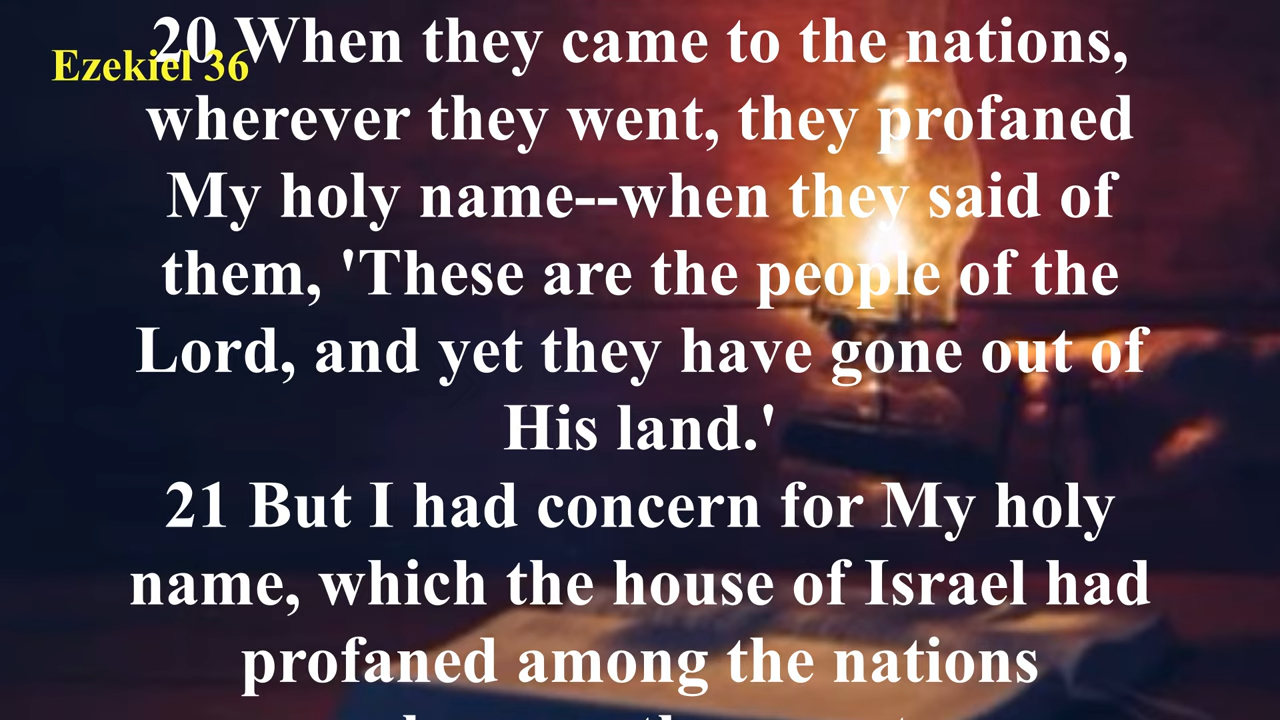 Ezekiel 36
20 When they came to the nations,
wherever they went, they profaned
My holy name--when they said of
them, 'These are the people of the
Lord, and yet they have gone out of
His land.'
21 But I had concern for My holy
name, which the house of Israel had
profaned among the nations